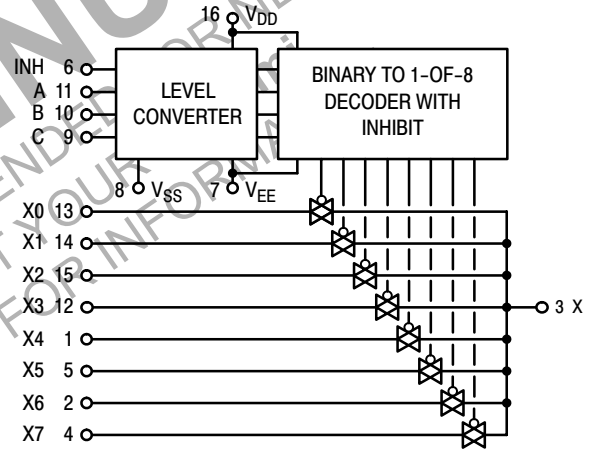 16 VDD
INH 6
A 11
B 10
C 9
LEVEL
CONVERTER
BINARY TO 1-OF-8
DECODER WITH
INHIBIT
8 VSS
7 VEE
X0 13
X1 14
X2 15
X3 12
X4 1
X5 5
X6 2
X7 4
3 X